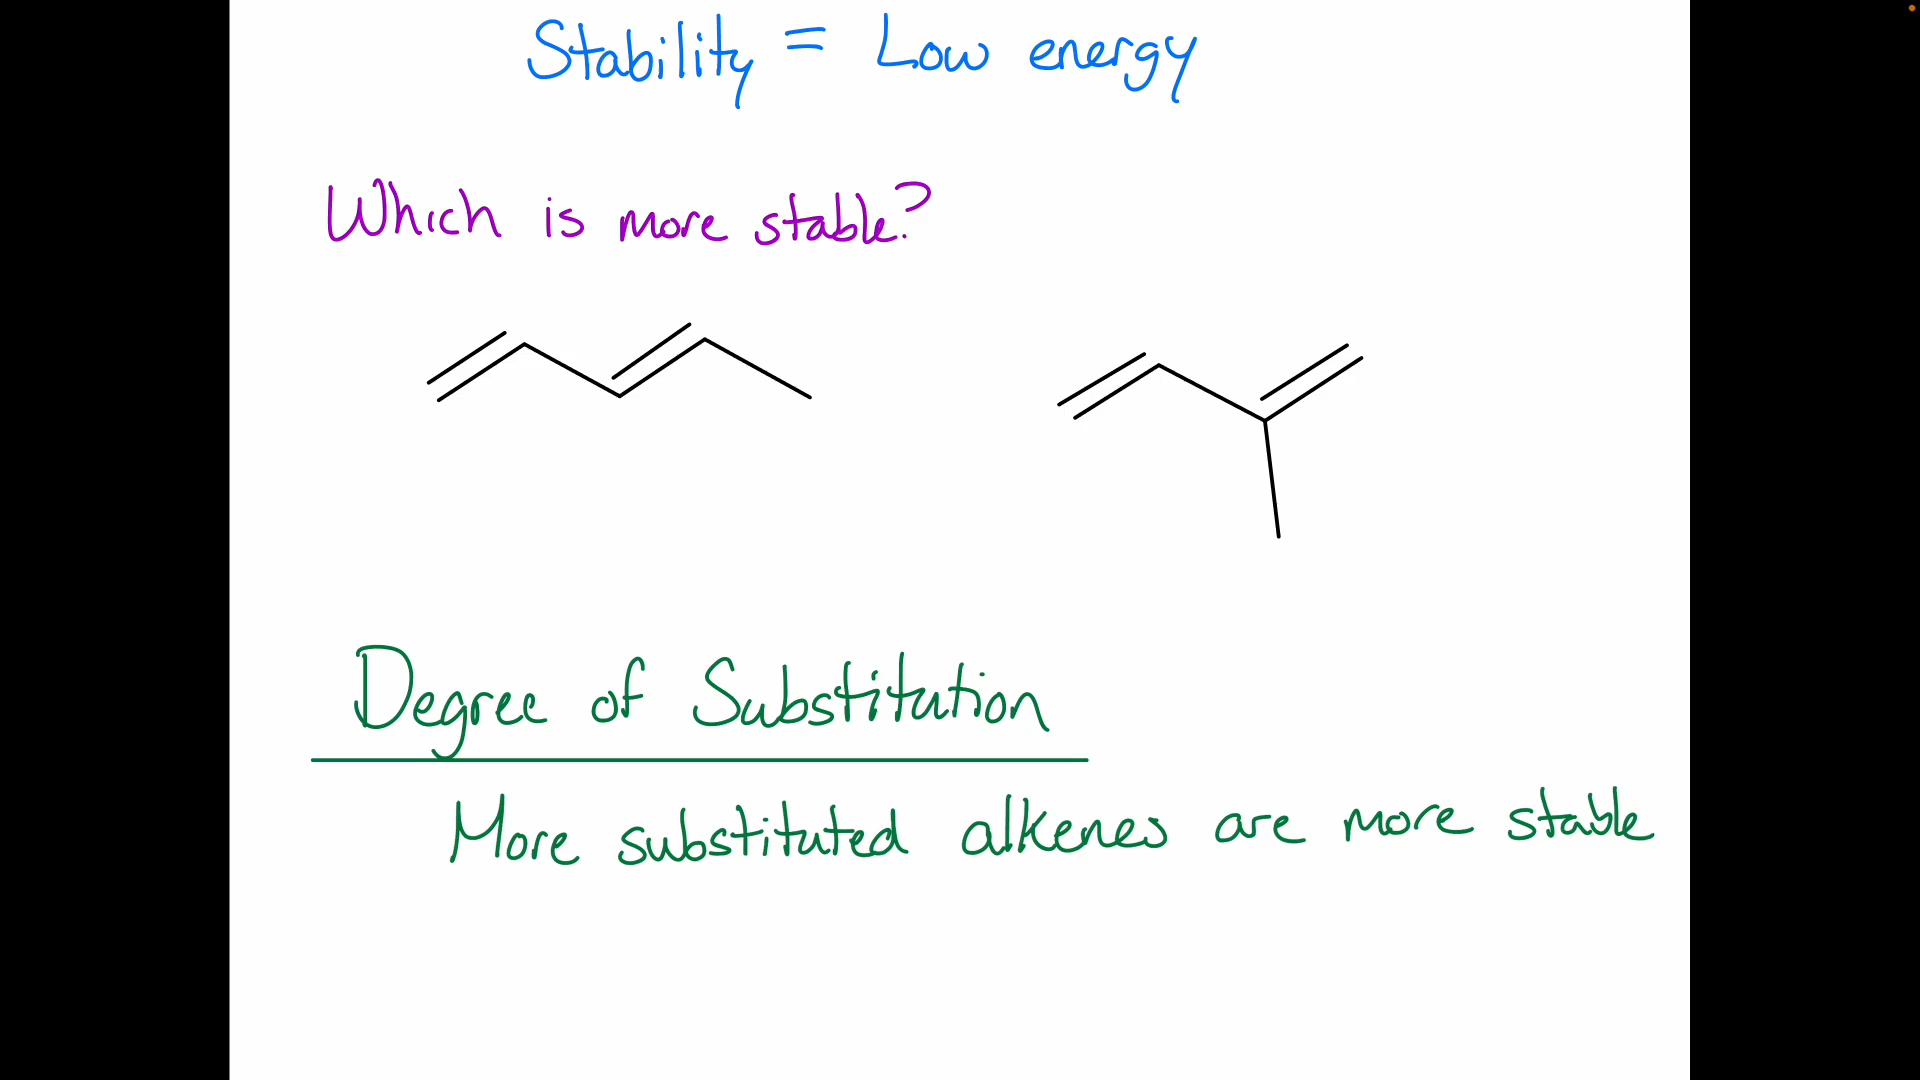 Stability = Low energy
Which is more stable?
Degree of Substitution
More substituted alkenes are more stable